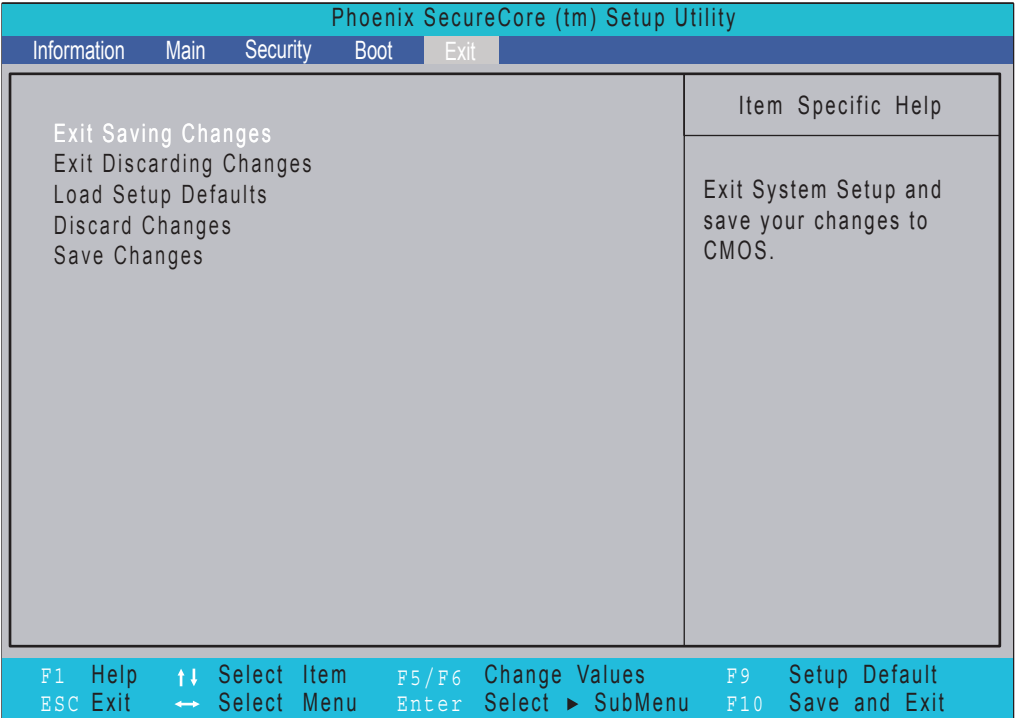 Phoenix SecureCore (tm) Setup Utility
Information Main Security Boot Exit
Exit Saving Changes
Exit Discarding Changes
Load Setup Defaults
Discard Changes
Save Changes
Item Specific Help
Exit System Setup and
save your changes to
CMOS.
F1 Help ↑↓ Select Item F5/F6 Change Values F9 Setup Default
ESC Exit ↔ Select Menu Enter Select ► SubMenu F10 Save and Exit